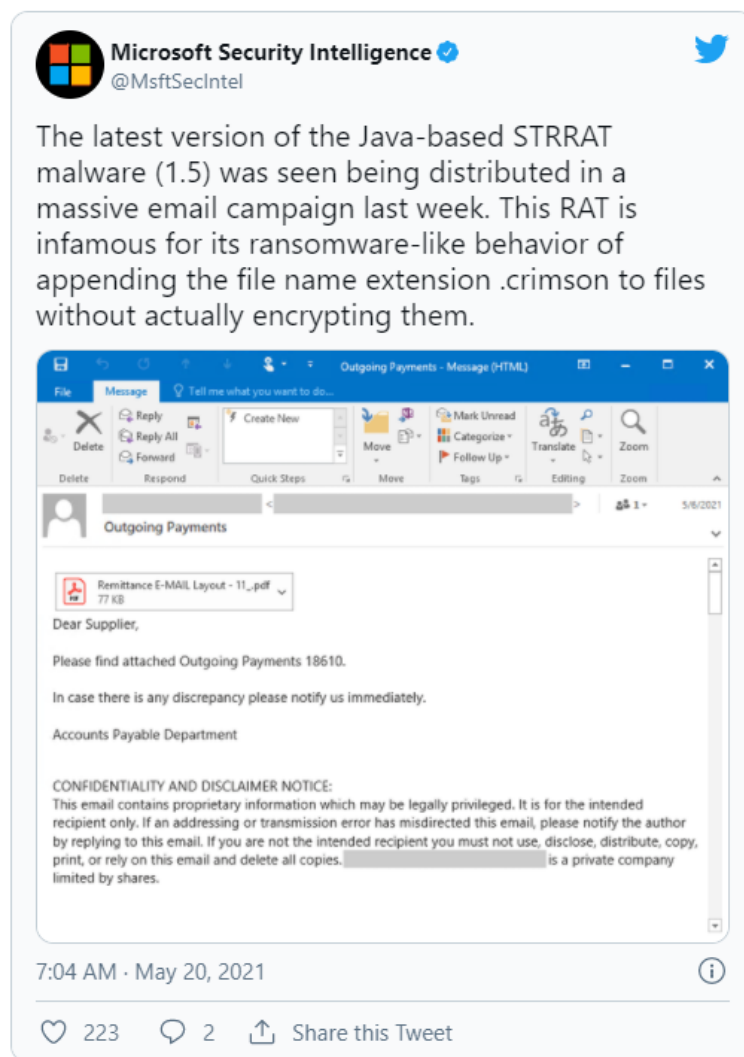 Microsoft Security Intelligence
@MsftSecIntel
The latest version of the Java-based STRRAT
malware (1.5) was seen being distributed in a
massive email campaign last week. This RAT is
infamous for its ransomware-like behavior of
appending the file name extension .crimson to files
without actually encrypting them.
Outgoing Payments - Message (HTML)
File Message Tell me what you want to do...
Delete
Reply
Reply All
Forward
Create New
Move
Mark Unread
Categorize
Follow Up
Translate
Zoom
Delete Respond Quick Steps Move Tags Editing Zoom
< > 1 5/6/2021
Outgoing Payments
Remittance E-MAIL Layout - 11_.pdf
77 KB
Dear Supplier,
Please find attached Outgoing Payments 18610.
In case there is any discrepancy please notify us immediately.
Accounts Payable Department
CONFIDENTIALITY AND DISCLAIMER NOTICE:
This email contains proprietary information which may be legally privileged. It is for the intended
recipient only. If an addressing or transmission error has misdirected this email, please notify the author
by replying to this email. If you are not the intended recipient you must not use, disclose, distribute, copy,
print, or rely on this email and delete all copies. is a private company
limited by shares.
7:04 AM · May 20, 2021
223 2 Share this Tweet